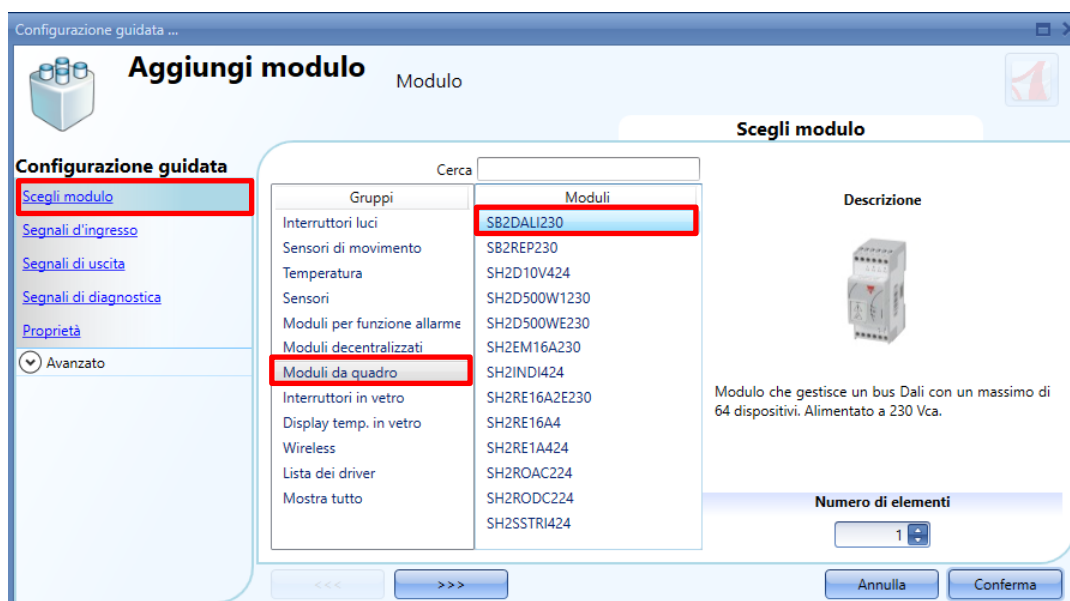 Configurazione guidata ...
Aggiungi modulo
Modulo
Scegli modulo
Configurazione guidata
Scegli modulo
Segnali d'ingresso
Segnali di uscita
Segnali di diagnostica
Proprietà
Avanzato
Cerca
Gruppi
Interruttori luci
Sensori di movimento
Temperatura
Sensori
Moduli per funzione allarme
Moduli decentralizzati
Moduli da quadro
Interruttori in vetro
Display temp. in vetro
Wireless
Lista dei driver
Mostra tutto
Moduli
SB2DALI230
SB2REP230
SH2D10V424
SH2D500W1230
SH2D500WE230
SH2EM16A230
SH2INDI424
SH2RE16A2E230
SH2RE16A4
SH2RE1A424
SH2ROAC224
SH2RODC224
SH2SSTRI424
Descrizione
Modulo che gestisce un bus Dali con un massimo di
64 dispositivi. Alimentato a 230 Vca.
Numero di elementi
1
<<<
>>>
Annulla
Conferma